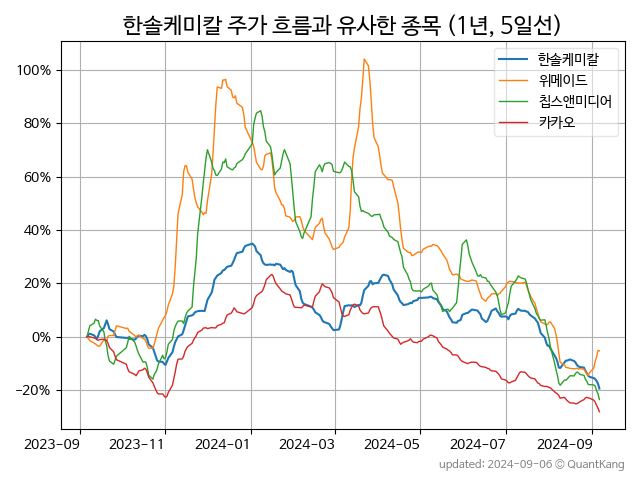 한솔케미칼 주가 흐름과 유사한 종목 (1년, 5일선)
한솔케미칼
위메이드
칩스앤미디어
카카오
100%
80%
60%
40%
20%
0%
−20%
2023-09
2023-11
2024-01
2024-03
2024-05
2024-07
2024-09
updated: 2024-09-06 © QuantKang